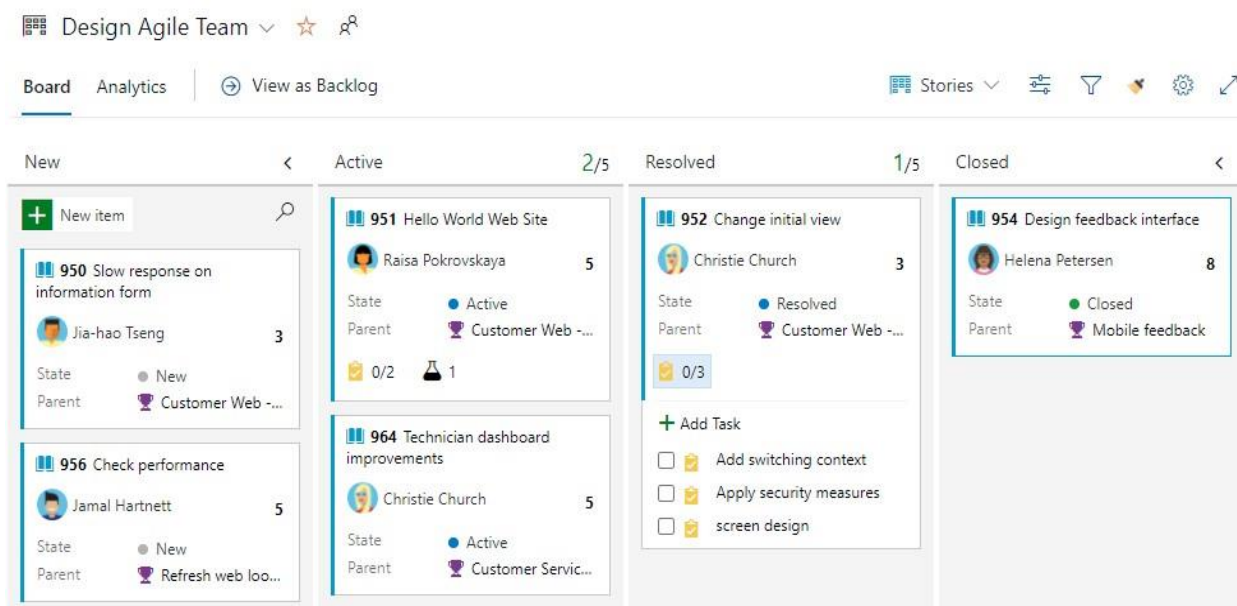 Design Agile Team
Board Analytics View as Backlog Stories
New
New item
950 Slow response on
information form
Jia-hao Tseng 3
State New
Parent Customer Web -...
956 Check performance
Jamal Hartnett 5
State New
Parent Refresh web loo...
Active 2/5
951 Hello World Web Site
Raisa Pokrovskaya 5
State Active
Parent Customer Web -...
0/2 1
964 Technician dashboard
improvements
Christie Church 5
State Active
Parent Customer Servic...
Resolved 1/5
952 Change initial view
Christie Church 3
State Resolved
Parent Customer Web -...
0/3
Add Task
Add switching context
Apply security measures
screen design
Closed
954 Design feedback interface
Helena Petersen 8
State Closed
Parent Mobile feedback